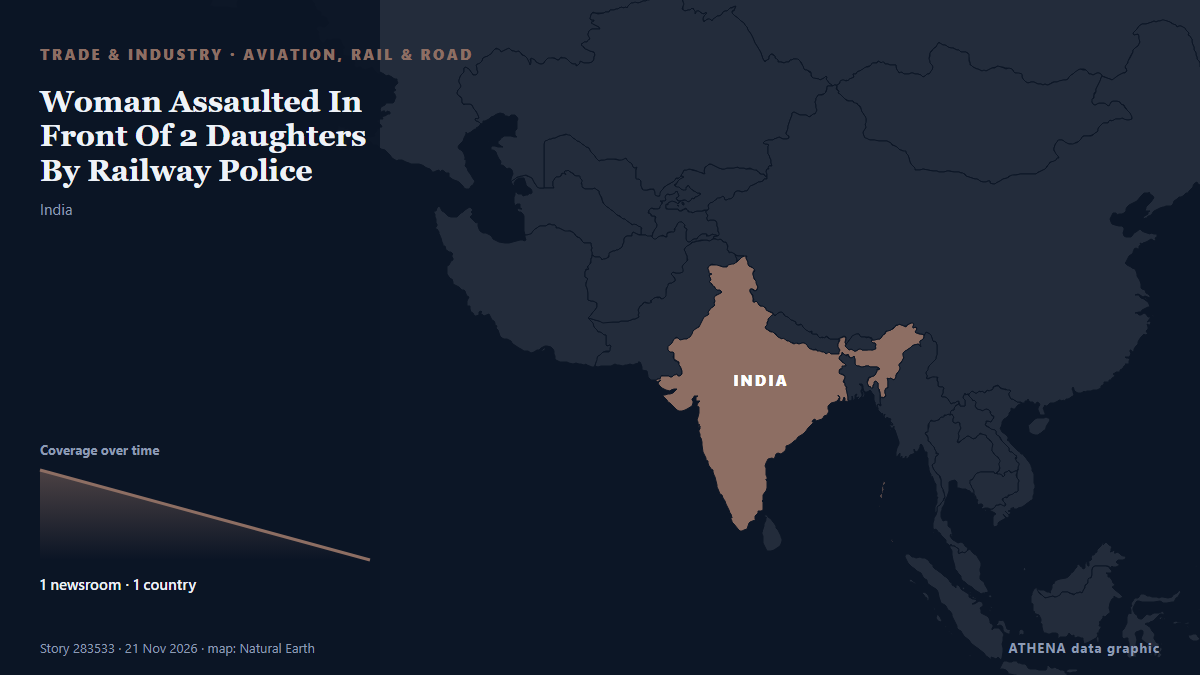 TRADE & INDUSTRY · AVIATION, RAIL & ROAD
Woman Assaulted In
Front Of 2 Daughters
By Railway Police
India
INDIA
Coverage over time
1 newsroom · 1 country
Story 283533 · 21 Nov 2026 · map: Natural Earth
ATHENA data graphic